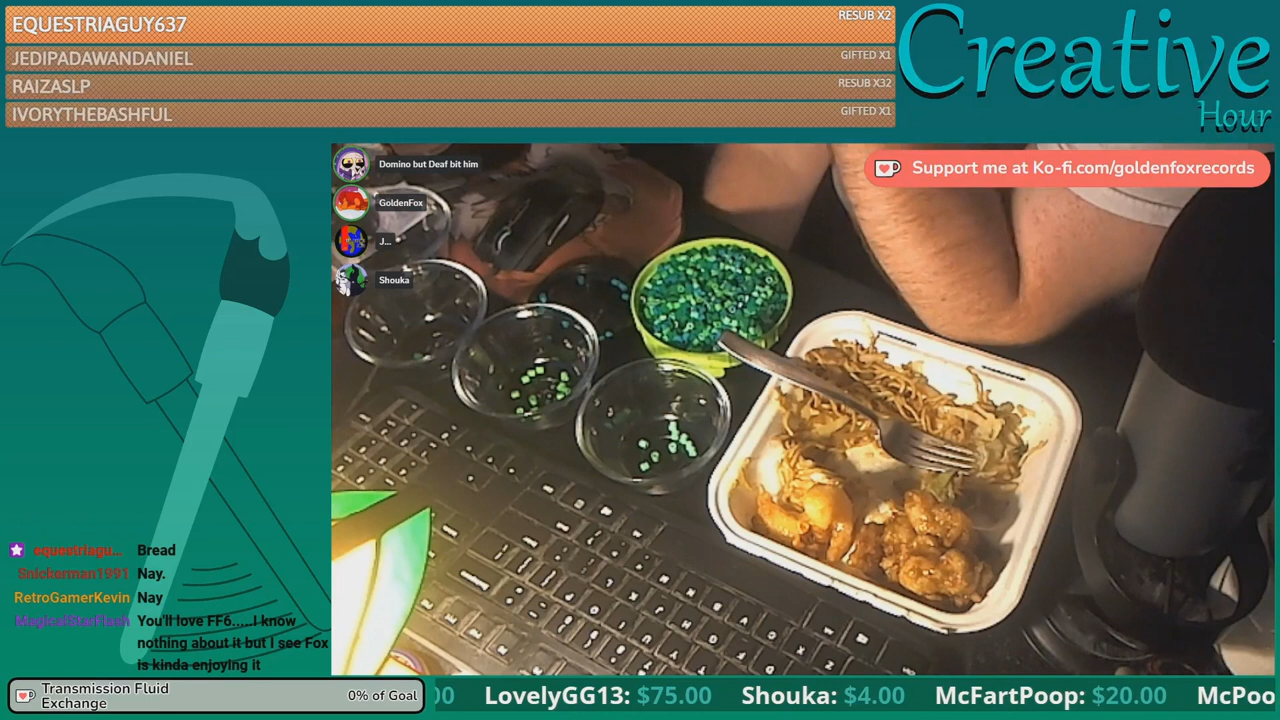 EQUESTRIAGUY637 RESUB X2
JEDIPADAWANDANIEL GIFTED X1
RAIZASLP RESUB X32
IVORYTHEBASHFUL GIFTED X1
Creative
Hour
Domino but Deaf bit him
GoldenFox
J...
Shouka
Support me at Ko-fi.com/goldenfoxrecords
equestriagu... Bread
Snickerman1991 Nay.
RetroGamerKevin Nay
MagicalStarFlash You'll love FF6.....I know
nothing about it but I see Fox
is kinda enjoying it
Transmission Fluid
Exchange
0% of Goal
00 LovelyGG13: $75.00 Shouka: $4.00 McFartPoop: $20.00 McPoo